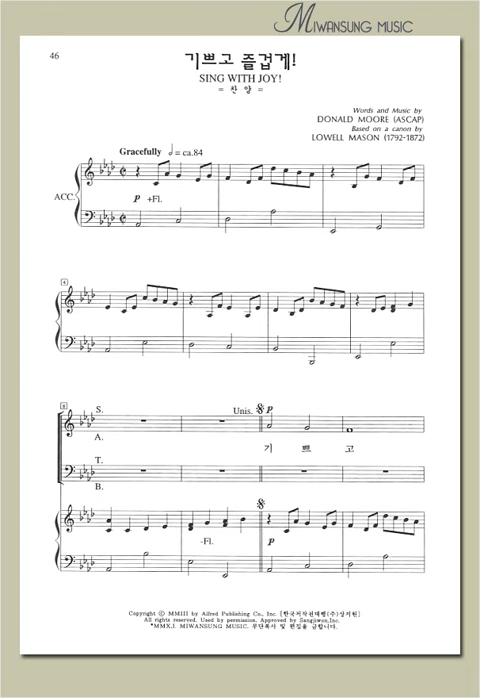 MIWANSUNG MUSIC
46
기쁘고 즐겁게!
SING WITH JOY!
= 찬 양 =
Words and Music by
DONALD MOORE (ASCAP)
Based on a canon by
LOWELL MASON (1792-1872)
Gracefully = ca.84
ACC.
p +Fl.
4
S.
Unis. p
A.
기 쁘 고
T.
B.
-Fl. p
Copyright ⓒ MMIII by Alfred Publishing Co., Inc. [한국저작권대행(주)상지원]
All rights reserved. Used by permission. Approved by Sangjiwon,Inc.
*MMXI. MIWANSUNG MUSIC. 무단복사 및 편집을 금합니다.